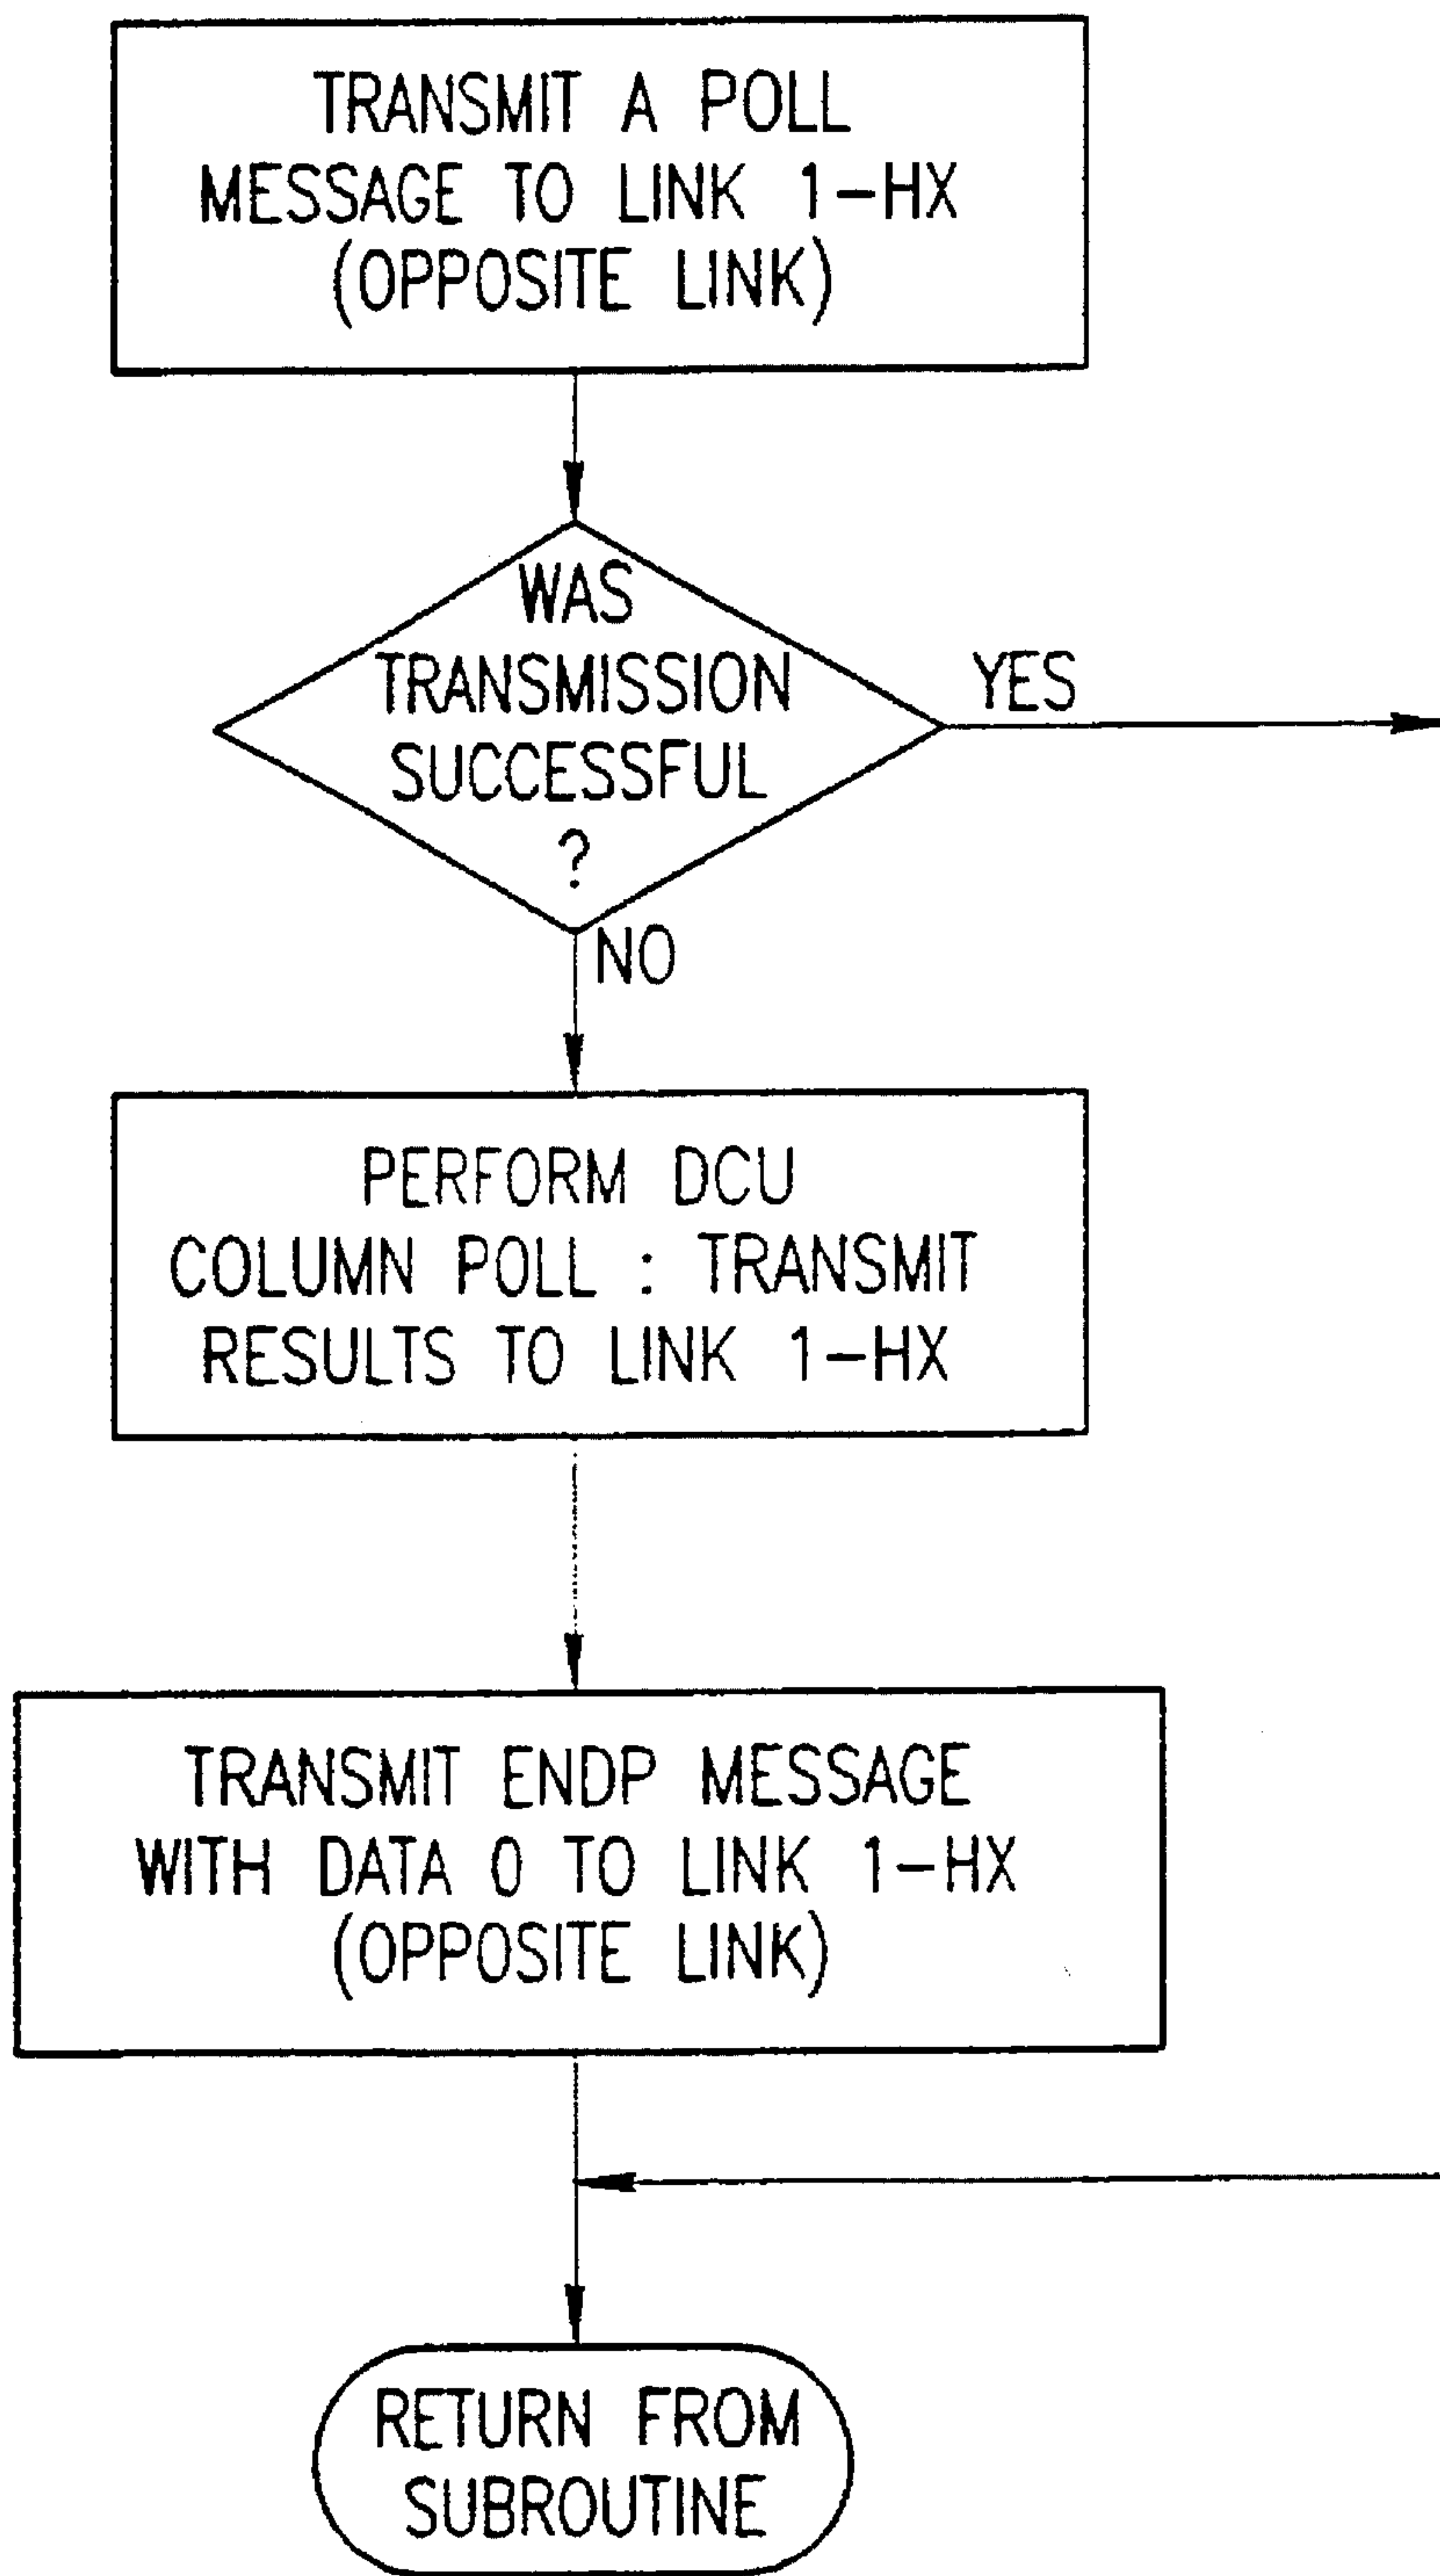 TRANSMIT A POLL
MESSAGE TO LINK 1-HX
(OPPOSITE LINK)
WAS
TRANSMISSION
SUCCESSFUL
?
YES
NO
PERFORM DCU
COLUMN POLL : TRANSMIT
RESULTS TO LINK 1-HX
TRANSMIT ENDP MESSAGE
WITH DATA 0 TO LINK 1-HX
(OPPOSITE LINK)
RETURN FROM
SUBROUTINE